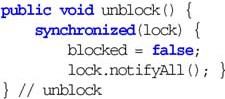 public void unblock() {
    synchronized(lock) {
        blocked = false;
        lock.notifyAll(); }
} // unblock